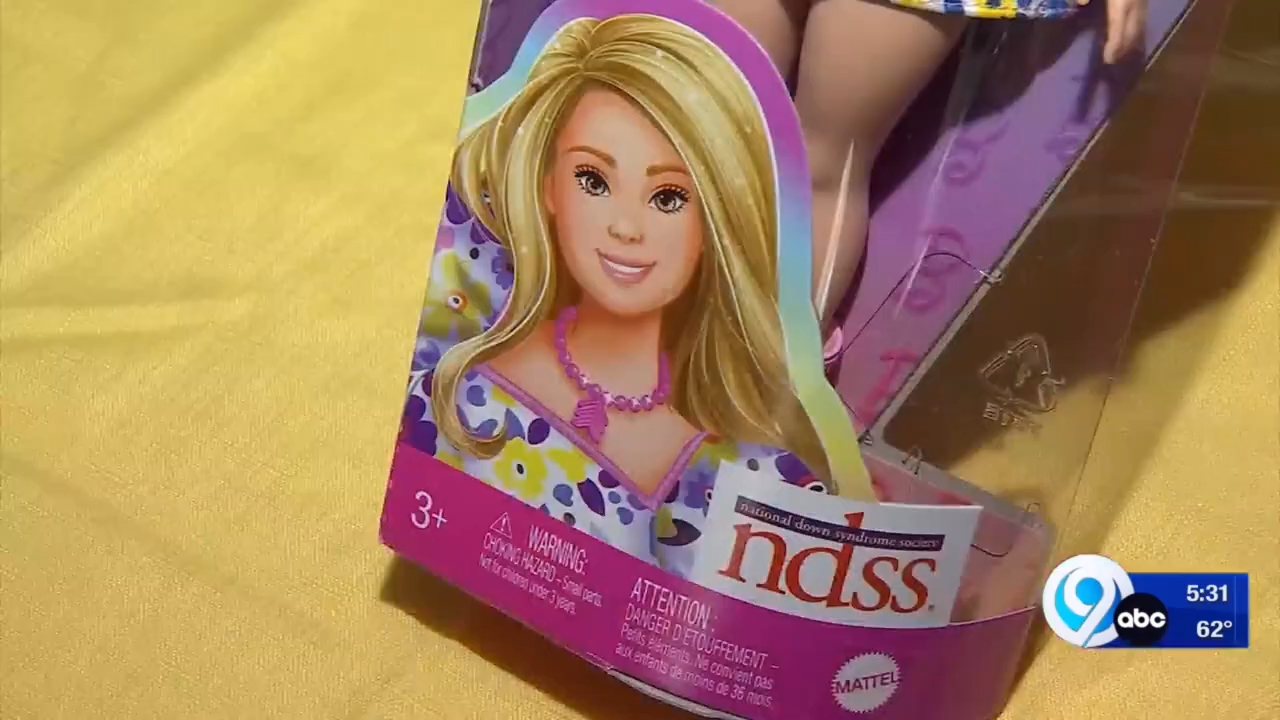 3+
WARNING:
CHOKING HAZARD – Small parts.
Not for children under 3 years.
ATTENTION :
DANGER D'ÉTOUFFEMENT –
Petits éléments. Ne convient pas
aux enfants de moins de 36 mois.
national down syndrome society
ndss.
MATTEL
9
abc
5:31
62°